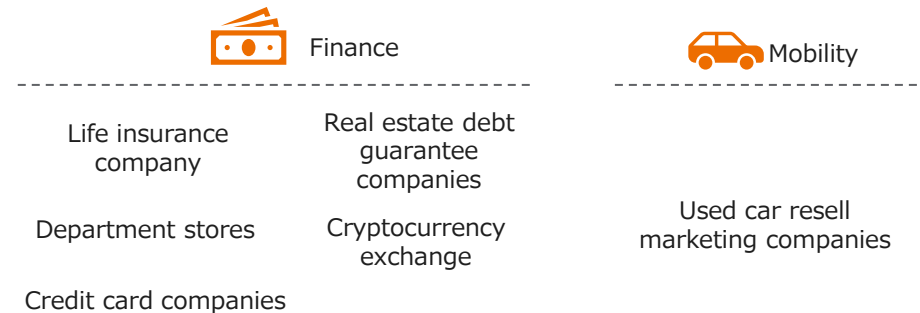 Finance
Life insurance
company
Department stores
Credit card companies
Real estate debt
guarantee
companies
Cryptocurrency
exchange
Mobility
Used car resell
marketing companies